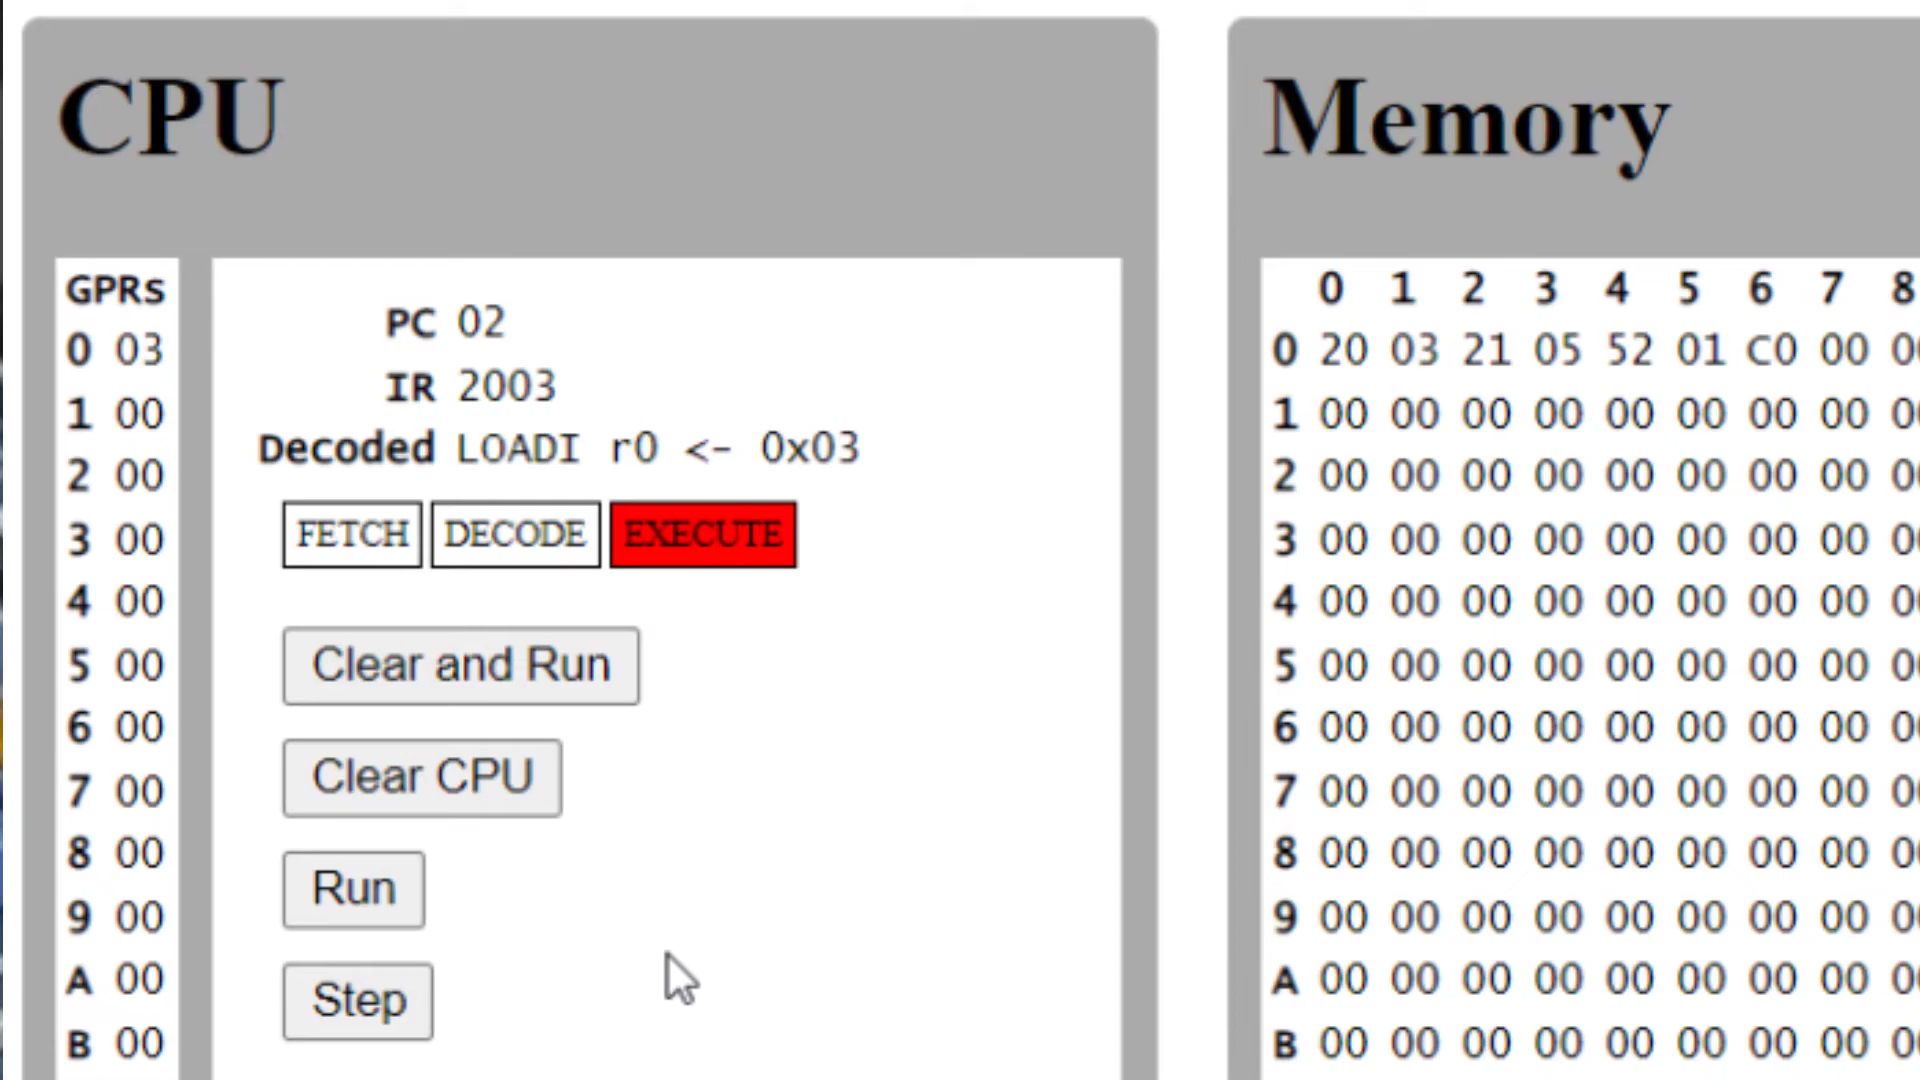 CPU
GPRs
0 03
1 00
2 00
3 00
4 00
5 00
6 00
7 00
8 00
9 00
A 00
B 00
PC 02
IR 2003
Decoded LOADI r0 <- 0x03
FETCH DECODE EXECUTE
Clear and Run
Clear CPU
Run
Step
Memory
0 1 2 3 4 5 6 7 8
0 20 03 21 05 52 01 C0 00
1 00 00 00 00 00 00 00 00
2 00 00 00 00 00 00 00 00
3 00 00 00 00 00 00 00 00
4 00 00 00 00 00 00 00 00
5 00 00 00 00 00 00 00 00
6 00 00 00 00 00 00 00 00
7 00 00 00 00 00 00 00 00
8 00 00 00 00 00 00 00 00
9 00 00 00 00 00 00 00 00
A 00 00 00 00 00 00 00 00
B 00 00 00 00 00 00 00 00